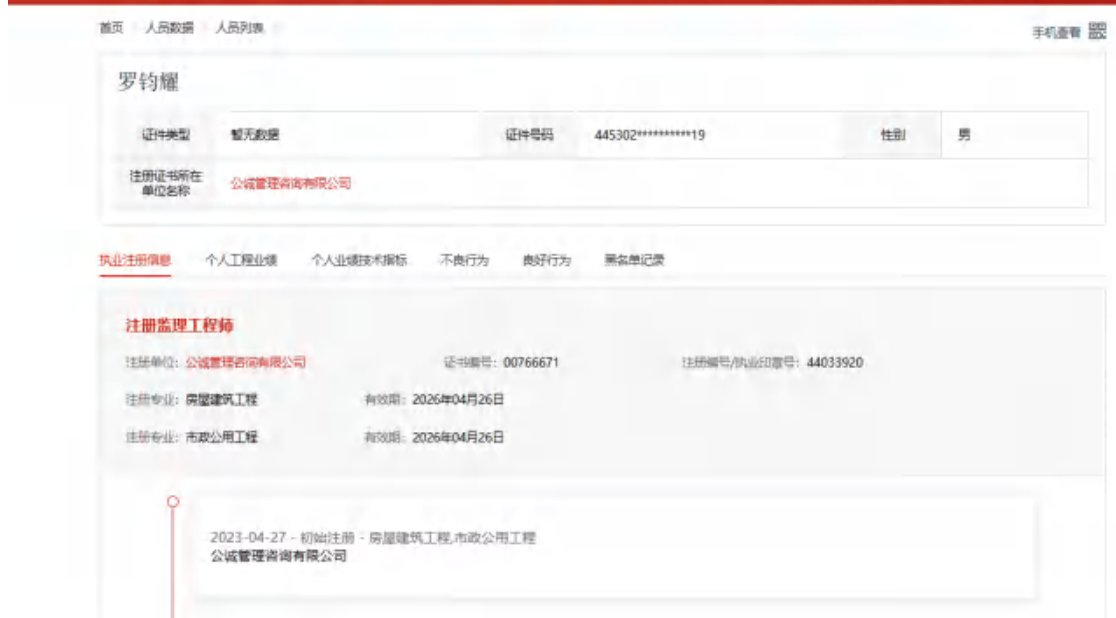 首页 人员数据 人员列表
手机查看
罗钧耀
证件类型 暂无数据 证件号码 445302**********19 性别 男
注册证书所在
单位名称 公诚管理咨询有限公司
执业注册信息 个人工程业绩 个人业绩技术指标 不良行为 良好行为 黑名单记录
注册监理工程师
注册单位：公诚管理咨询有限公司 证书编号：00766671 注册编号/执业印章号：44033920
注册专业：房屋建筑工程 有效期：2026年04月26日
注册专业：市政公用工程 有效期：2026年04月26日
2023-04-27 - 初始注册 - 房屋建筑工程,市政公用工程
公诚管理咨询有限公司